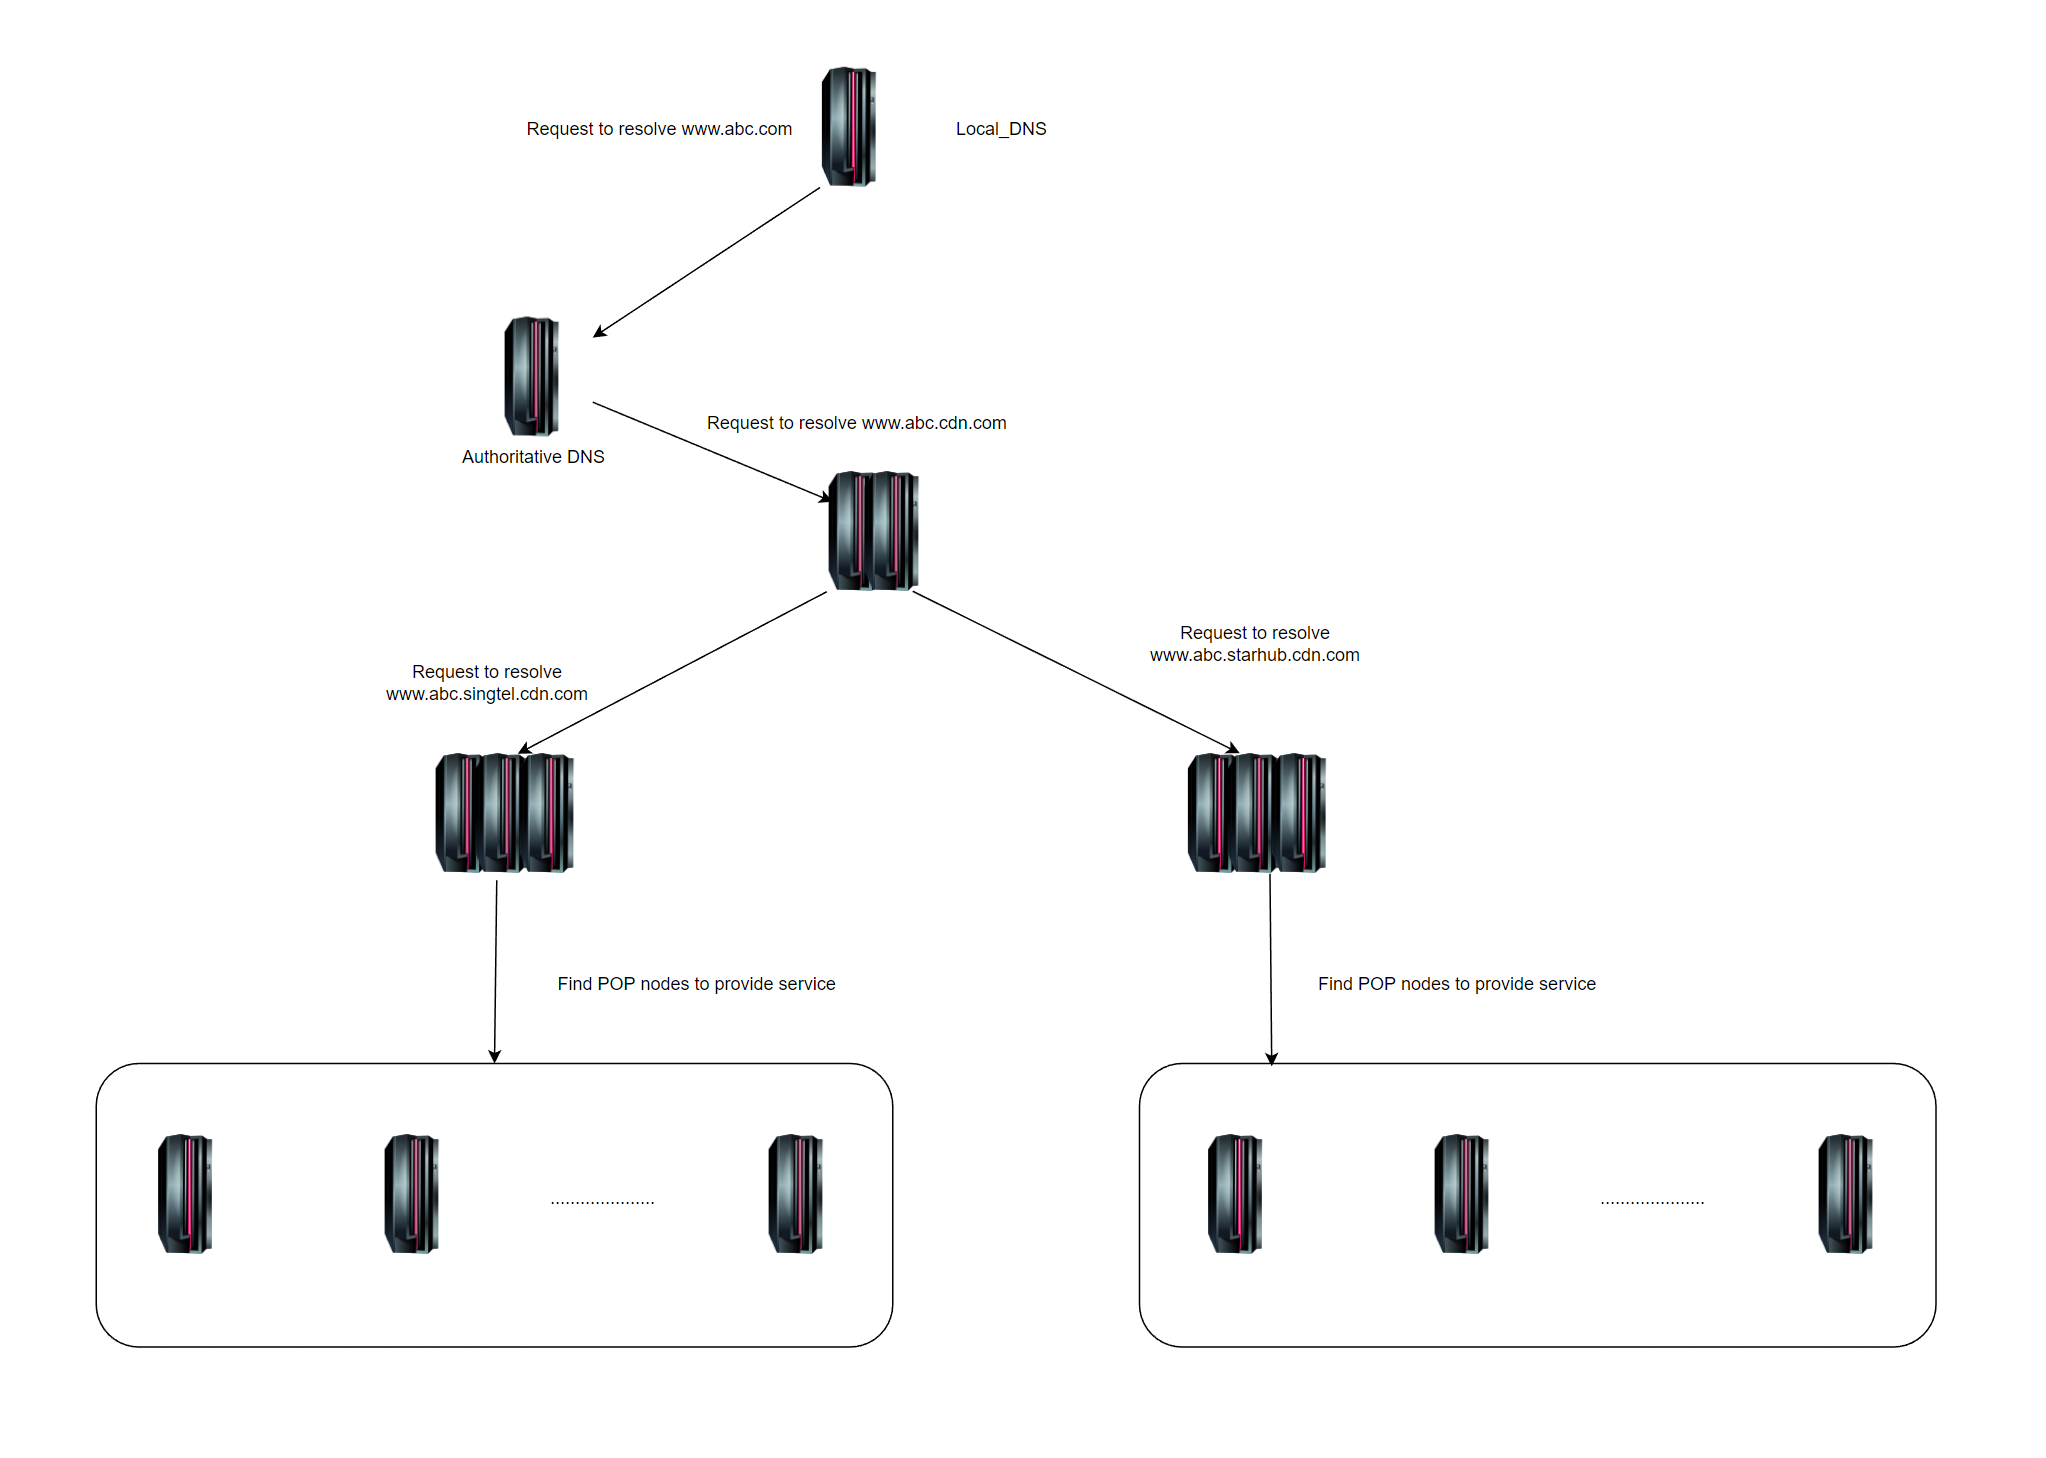 Request to resolve www.abc.com
Local_DNS
Authoritative DNS
Request to resolve www.abc.cdn.com
Request to resolve
www.abc.starhub.cdn.com
Request to resolve
www.abc.singtel.cdn.com
Find POP nodes to provide service
Find POP nodes to provide service
.....................
.....................